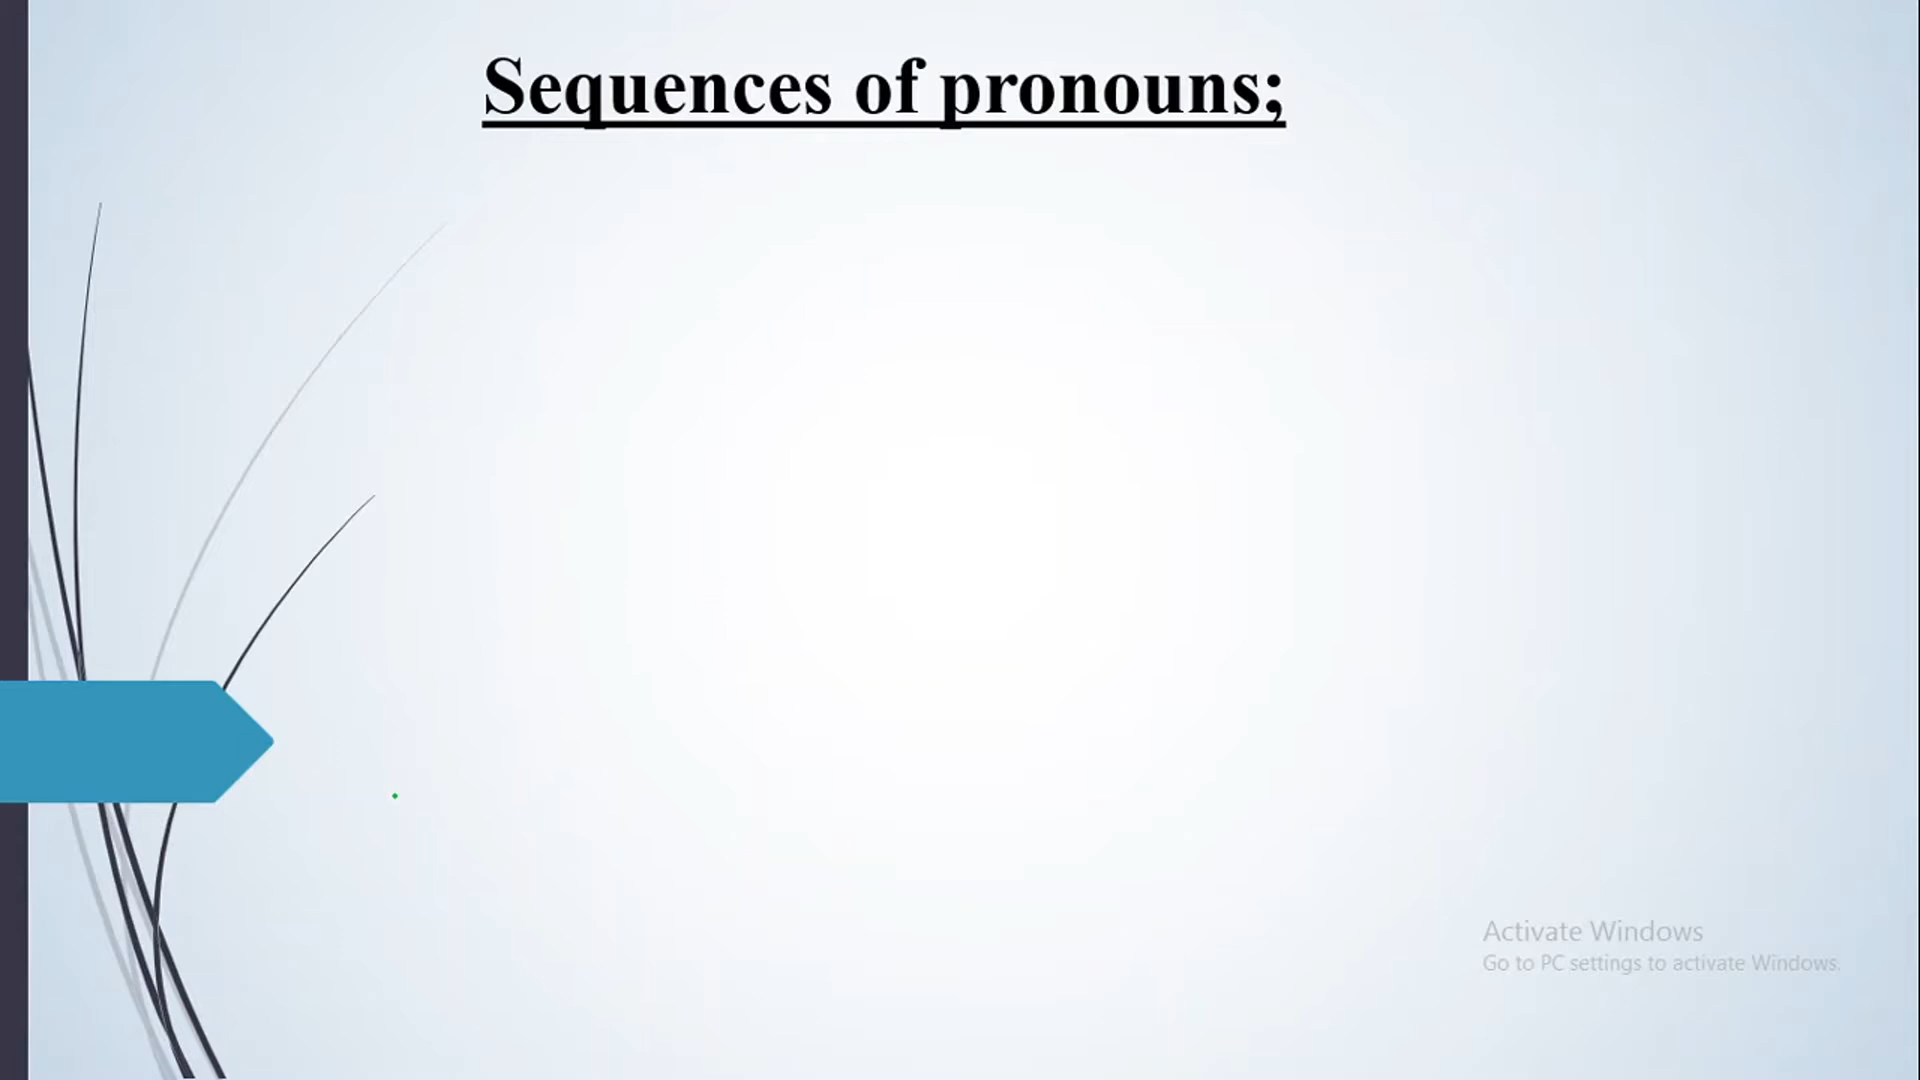 Sequences of pronouns;
Activate Windows
Go to PC settings to activate Windows.